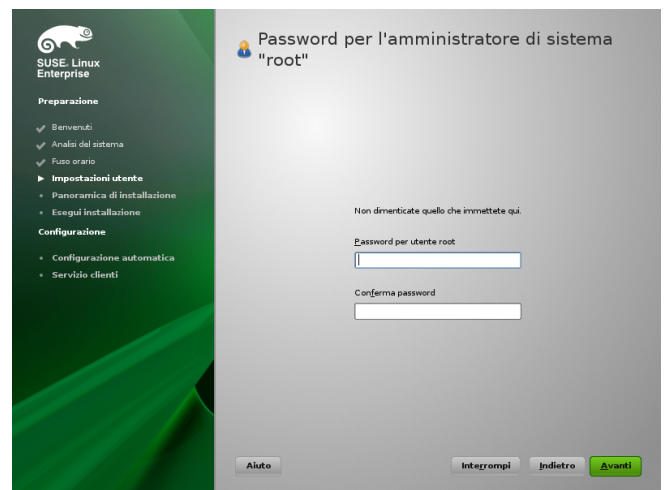 SUSE. Linux
Enterprise
Preparazione
Benvenuti
Analisi del sistema
Fuso orario
Impostazioni utente
Panoramica di installazione
Esegui installazione
Configurazione
Configurazione automatica
Servizio clienti
Password per l'amministratore di sistema
"root"
Non dimenticate quello che immettete qui.
Password per utente root
Conferma password
Aiuto
Interrompi
Indietro
Avanti